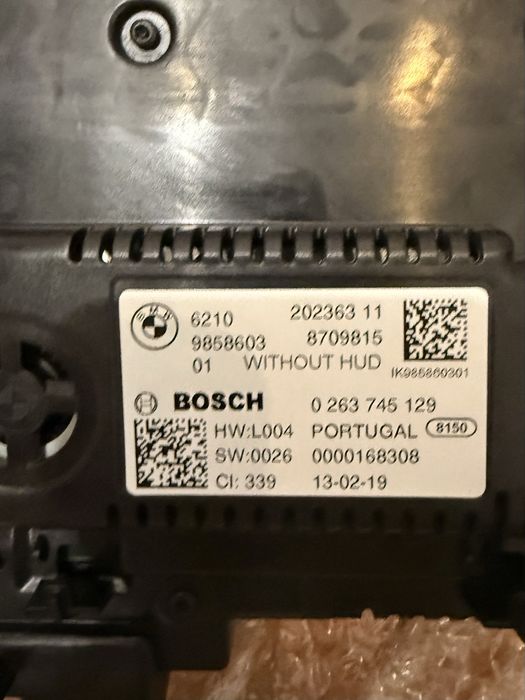 BMW
6210 202363 11
9858603 8709815
01 WITHOUT HUD
IK985860301
BOSCH 0 263 745 129
HW:L004 PORTUGAL 8150
SW:0026 0000168308
CI: 339 13-02-19